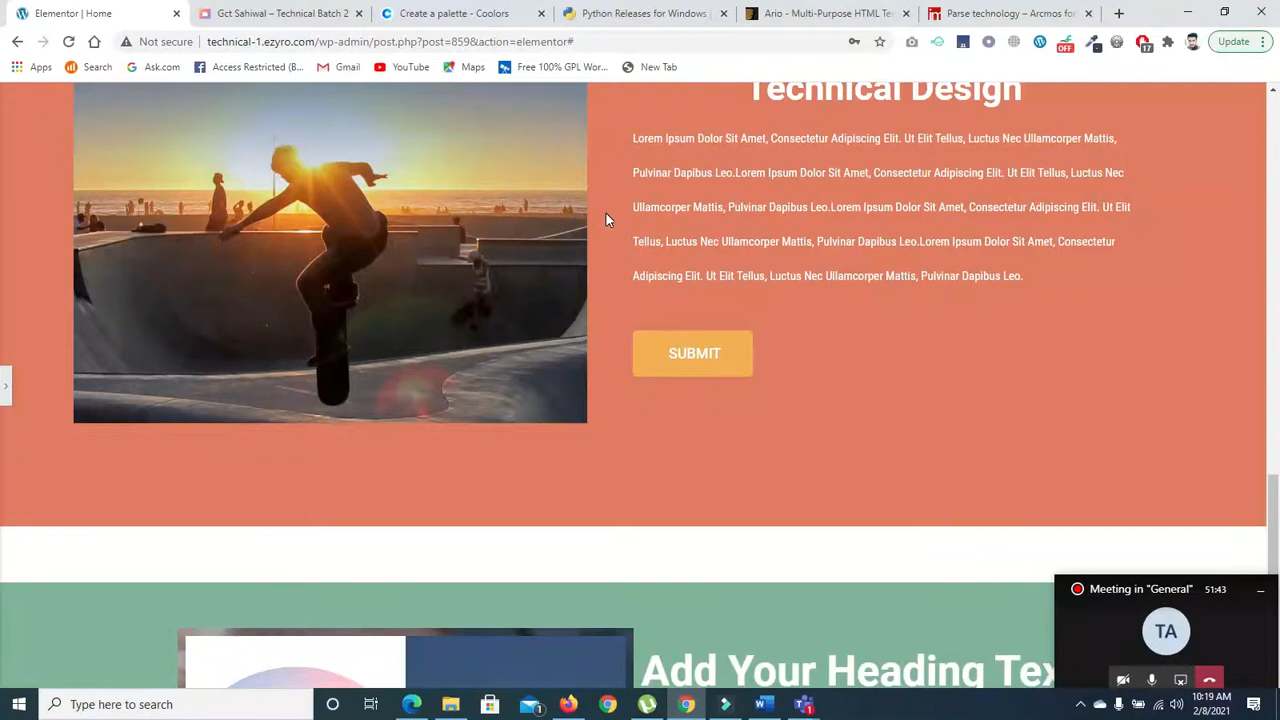 Elementor | Home
Gct Sahiwal – Technical Batch 2
Create a palette - Colors
Python Releases for Windows
Ario - Multi-Purpose HTML Te
Parse technology – Arcmos for
Not secure
technical-1.ezyro.com/wp-admin/post.php?post=859&action=elementor#
OFF
17
Update
Apps
Search
Ask.com
Access Restricted (B...
Gmail
YouTube
Maps
Free 100% GPL Wor...
New Tab
Technical Design
Lorem Ipsum Dolor Sit Amet, Consectetur Adipiscing Elit. Ut Elit Tellus, Luctus Nec Ullamcorper Mattis,
Pulvinar Dapibus Leo.Lorem Ipsum Dolor Sit Amet, Consectetur Adipiscing Elit. Ut Elit Tellus, Luctus Nec
Ullamcorper Mattis, Pulvinar Dapibus Leo.Lorem Ipsum Dolor Sit Amet, Consectetur Adipiscing Elit. Ut Elit
Tellus, Luctus Nec Ullamcorper Mattis, Pulvinar Dapibus Leo.Lorem Ipsum Dolor Sit Amet, Consectetur
Adipiscing Elit. Ut Elit Tellus, Luctus Nec Ullamcorper Mattis, Pulvinar Dapibus Leo.
SUBMIT
Add Your Heading Tex
Meeting in "General"
51:43
TA
Type here to search
10:19 AM
2/8/2021